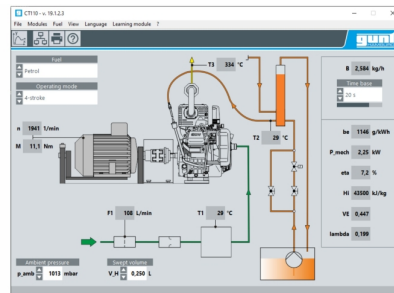 CT110 - v. 19.1.2.3
File Modules Fuel View Language Learning module ?
gunt
Fuel
Petrol
Operating mode
4-stroke
T3 334 °C
B 2,584 kg/h
Time base
20 s
n 1941 1/min
M 11,1 Nm
T2 29 °C
be 1146 g/kWh
P_mech 2,25 kW
eta 7,2 %
Hi 43500 kJ/kg
VE 0,447
lambda 0,199
F1 108 L/min
T1 29 °C
Ambient pressure
p_amb 1013 mbar
Swept volume
V_H 0,250 L